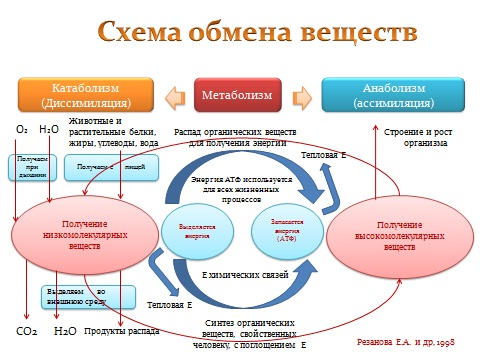 Схема обмена веществ
Катаболизм
(Диссимиляция)
Метаболизм
Анаболизм
(ассимиляция)
O₂ H₂O
Животные и
растительные белки,
жиры, углеводы, вода
Распад органических веществ
для получения энергии
Строение и рост
организма
Получаем
при
дыхании
Получаем с пищей
Тепловая Е
Энергия АТФ используется
для всех жизненных
процессов
Получение
низкомолекулярных
веществ
Выделяется
энергия
Запасается
энергия
(АТФ)
Получение
высокомолекулярных
веществ
Е химических связей
Выделяем во
внешнюю среду
Тепловая Е
CO₂ H₂O Продукты распада
Синтез органических
веществ, свойственных
человеку, с поглощением Е
Резанова Е.А. и др, 1998